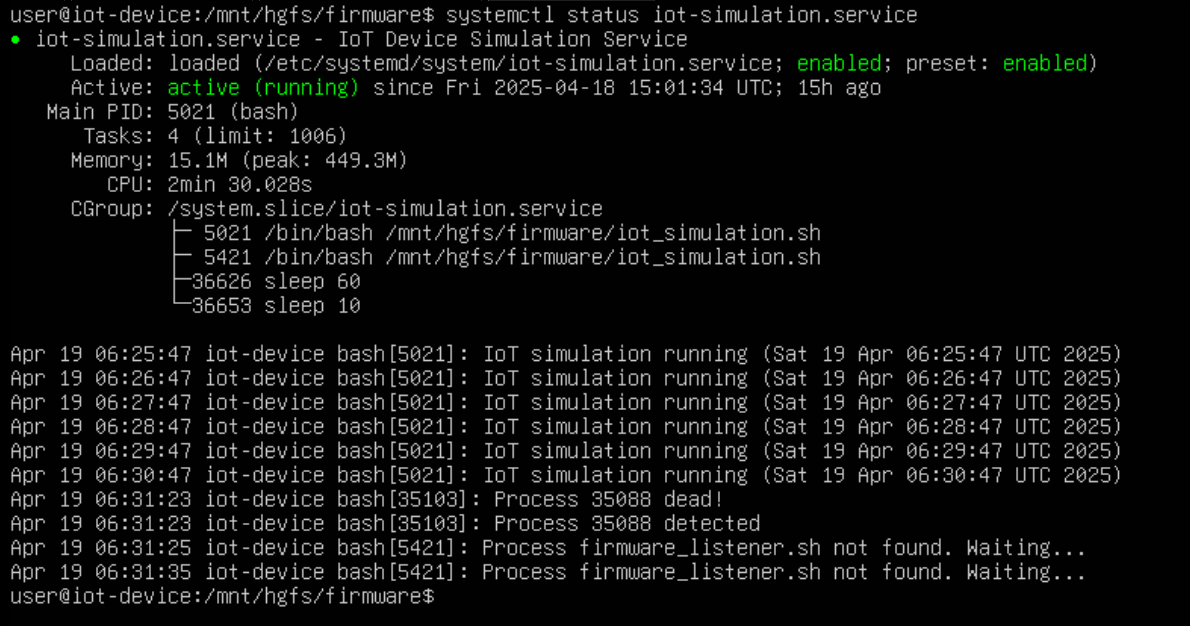 user@iot-device:/mnt/hgfs/firmware$ systemctl status iot-simulation.service
● iot-simulation.service - IoT Device Simulation Service
     Loaded: loaded (/etc/systemd/system/iot-simulation.service; enabled; preset: enabled)
     Active: active (running) since Fri 2025-04-18 15:01:34 UTC; 15h ago
   Main PID: 5021 (bash)
      Tasks: 4 (limit: 1006)
     Memory: 15.1M (peak: 449.3M)
        CPU: 2min 30.028s
     CGroup: /system.slice/iot-simulation.service
             ├─ 5021 /bin/bash /mnt/hgfs/firmware/iot_simulation.sh
             ├─ 5421 /bin/bash /mnt/hgfs/firmware/iot_simulation.sh
             ├─36626 sleep 60
             └─36653 sleep 10

Apr 19 06:25:47 iot-device bash[5021]: IoT simulation running (Sat 19 Apr 06:25:47 UTC 2025)
Apr 19 06:26:47 iot-device bash[5021]: IoT simulation running (Sat 19 Apr 06:26:47 UTC 2025)
Apr 19 06:27:47 iot-device bash[5021]: IoT simulation running (Sat 19 Apr 06:27:47 UTC 2025)
Apr 19 06:28:47 iot-device bash[5021]: IoT simulation running (Sat 19 Apr 06:28:47 UTC 2025)
Apr 19 06:29:47 iot-device bash[5021]: IoT simulation running (Sat 19 Apr 06:29:47 UTC 2025)
Apr 19 06:30:47 iot-device bash[5021]: IoT simulation running (Sat 19 Apr 06:30:47 UTC 2025)
Apr 19 06:31:23 iot-device bash[35103]: Process 35088 dead!
Apr 19 06:31:23 iot-device bash[35103]: Process 35088 detected
Apr 19 06:31:25 iot-device bash[5421]: Process firmware_listener.sh not found. Waiting...
Apr 19 06:31:35 iot-device bash[5421]: Process firmware_listener.sh not found. Waiting...
user@iot-device:/mnt/hgfs/firmware$